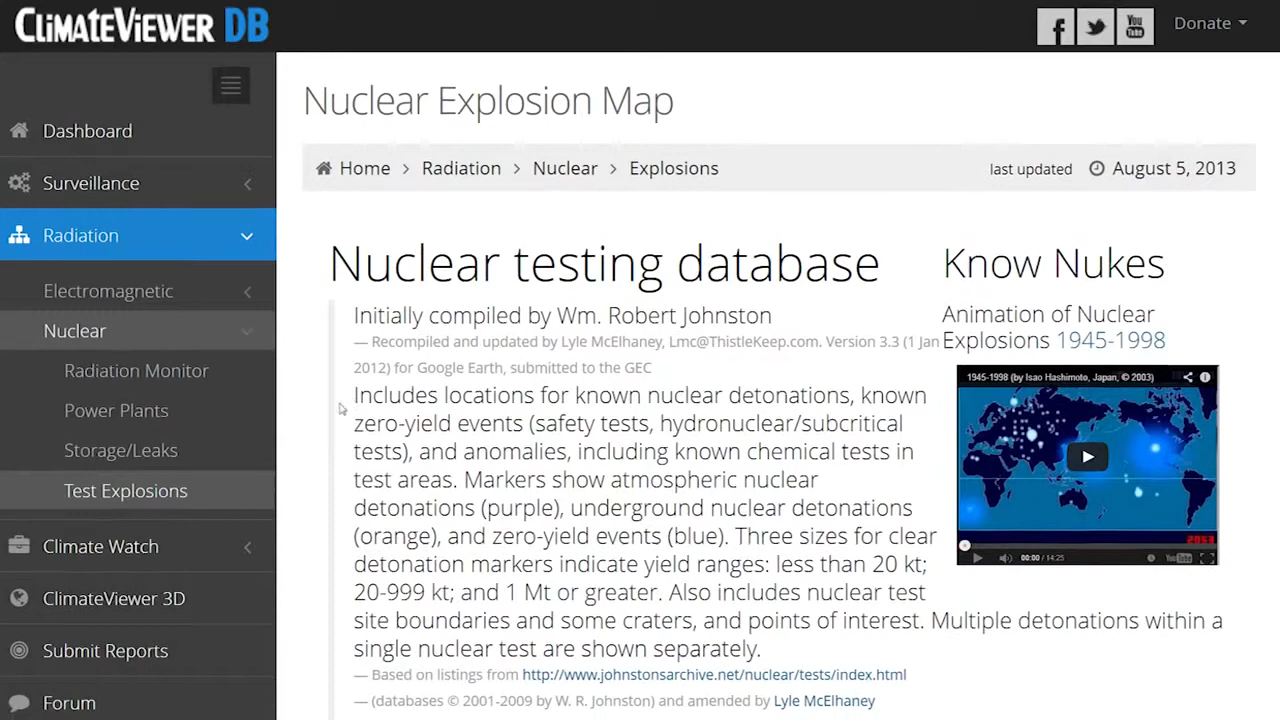 CLIMATEVIEWER DB
You Tube
Donate
Dashboard
Surveillance
Radiation
Electromagnetic
Nuclear
Radiation Monitor
Power Plants
Storage/Leaks
Test Explosions
Climate Watch
ClimateViewer 3D
Submit Reports
Forum
Nuclear Explosion Map
Home > Radiation > Nuclear > Explosions
last updated August 5, 2013
Nuclear testing database
Initially compiled by Wm. Robert Johnston
— Recompiled and updated by Lyle McElhaney, Lmc@ThistleKeep.com. Version 3.3 (1 Jan
2012) for Google Earth, submitted to the GEC
Includes locations for known nuclear detonations, known
zero-yield events (safety tests, hydronuclear/subcritical
tests), and anomalies, including known chemical tests in
test areas. Markers show atmospheric nuclear
detonations (purple), underground nuclear detonations
(orange), and zero-yield events (blue). Three sizes for clear
detonation markers indicate yield ranges: less than 20 kt;
20-999 kt; and 1 Mt or greater. Also includes nuclear test
site boundaries and some craters, and points of interest. Multiple detonations within a
single nuclear test are shown separately.
— Based on listings from http://www.johnstonsarchive.net/nuclear/tests/index.html
— (databases © 2001-2009 by W. R. Johnston) and amended by Lyle McElhaney
Know Nukes
Animation of Nuclear
Explosions 1945-1998
1945-1998 (by Isao Hashimoto, Japan, © 2003)
2053
00:00 / 14:25
YouTube